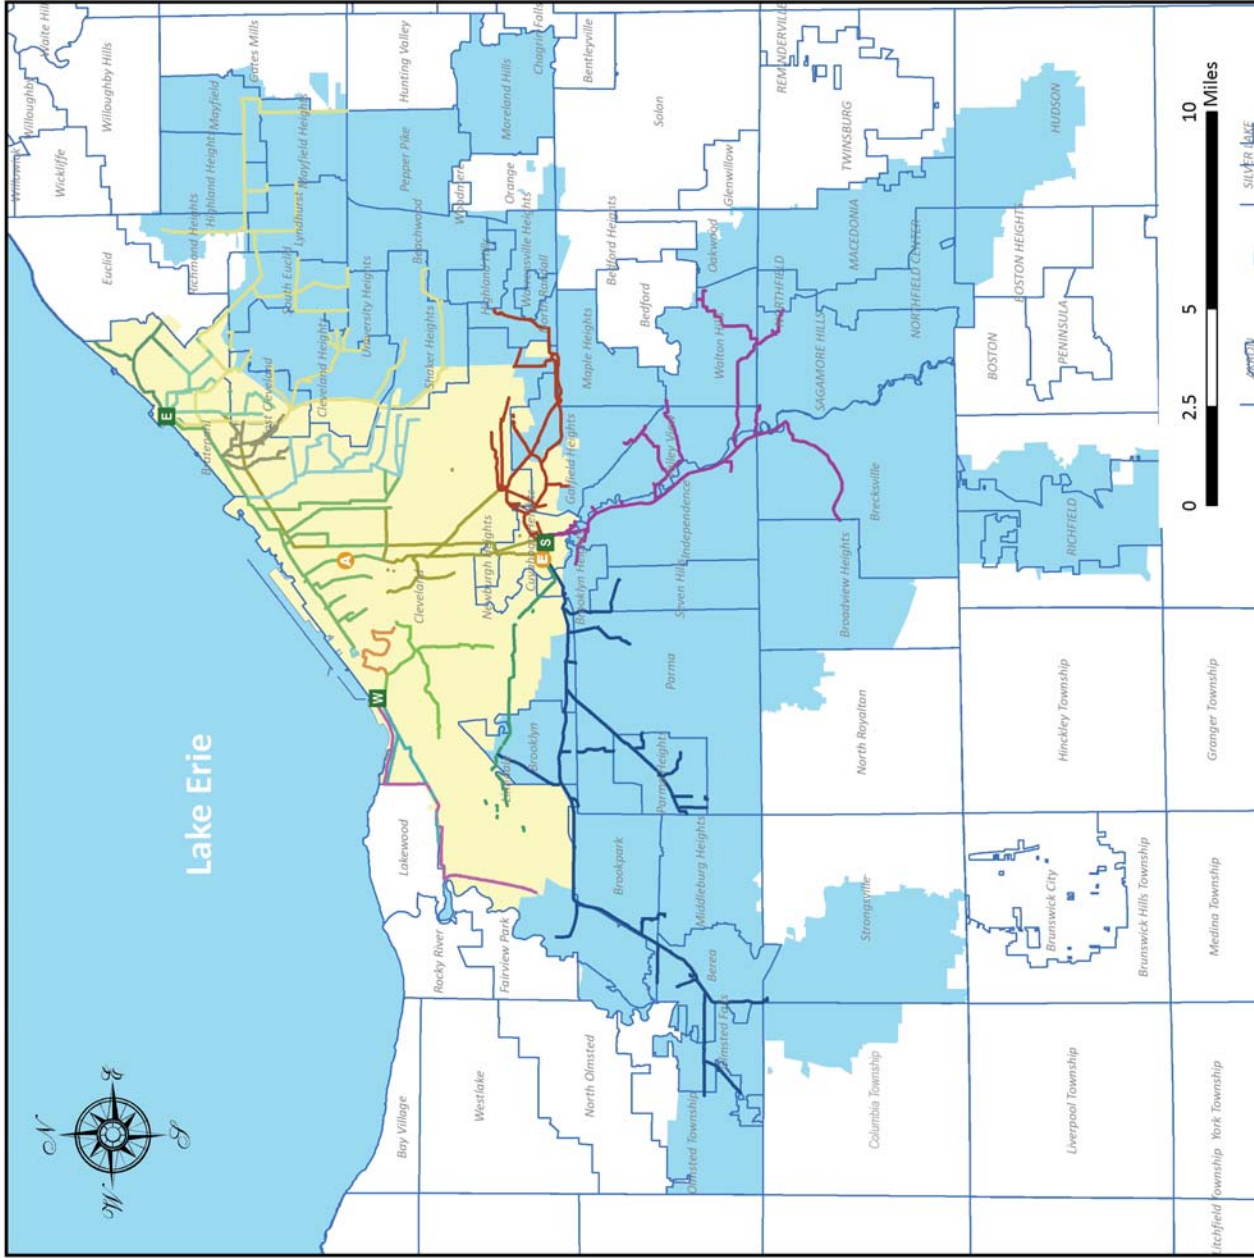 Lake Erie
N
E
S
W
Waite Hill
Willoughby
Willoughby Hills
Willowick
Wickliffe
Euclid
Gates Mills
Mayfield
Highland Heights
Richmond Heights
Mayfield Heights
Lyndhurst
South Euclid
Hunting Valley
Pepper Pike
Beachwood
University Heights
Cleveland Heights
East Cleveland
Bratenahl
Shaker Heights
Chagrin Falls
Moreland Hills
Woodmere
Orange
Highland Hills
Warrensville Heights
North Randall
Bentleyville
Solon
Glenwillow
Bedford Heights
Bedford
Oakwood
Maple Heights
Garfield Heights
Walton Hills
Valley View
Cuyahoga Heights
Newburgh Heights
Cleveland
Brooklyn Heights
Independence
Seven Hills
Parma
Parma Heights
Brooklyn
Linndale
Brookpark
Middleburg Heights
Lakewood
Rocky River
Fairview Park
Bay Village
Westlake
North Olmsted
Olmsted Township
Olmsted Falls
Berea
Strongsville
Columbia Township
North Royalton
Broadview Heights
Brecksville
REMINDERVILLE
TWINSBURG
MACEDONIA
NORTHFIELD
NORTHFIELD CENTER
SAGAMORE HILLS
HUDSON
BOSTON HEIGHTS
BOSTON
PENINSULA
RICHFIELD
Hinckley Township
Granger Township
Brunswick City
Brunswick Hills Township
Medina Township
Liverpool Township
York Township
Litchfield Township
SILVER LAKE
AKRON
E
W
S
A
E
0
2.5
5
10
Miles